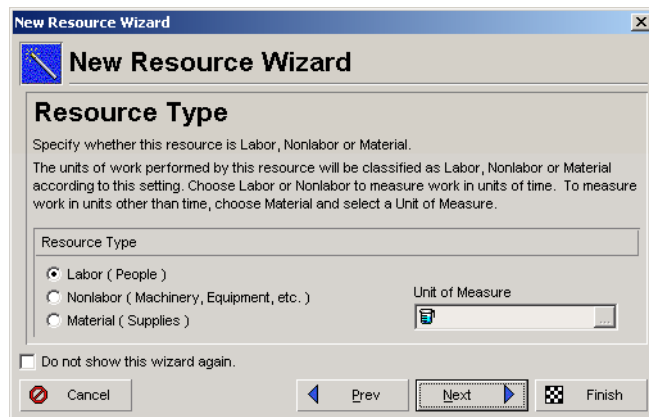 New Resource Wizard
New Resource Wizard
Resource Type
Specify whether this resource is Labor, Nonlabor or Material.
The units of work performed by this resource will be classified as Labor, Nonlabor or Material
according to this setting. Choose Labor or Nonlabor to measure work in units of time. To measure
work in units other than time, choose Material and select a Unit of Measure.
Resource Type
Labor ( People )
Nonlabor ( Machinery, Equipment, etc. )
Unit of Measure
Material ( Supplies )
...
Do not show this wizard again.
Cancel
Prev
Next
Finish